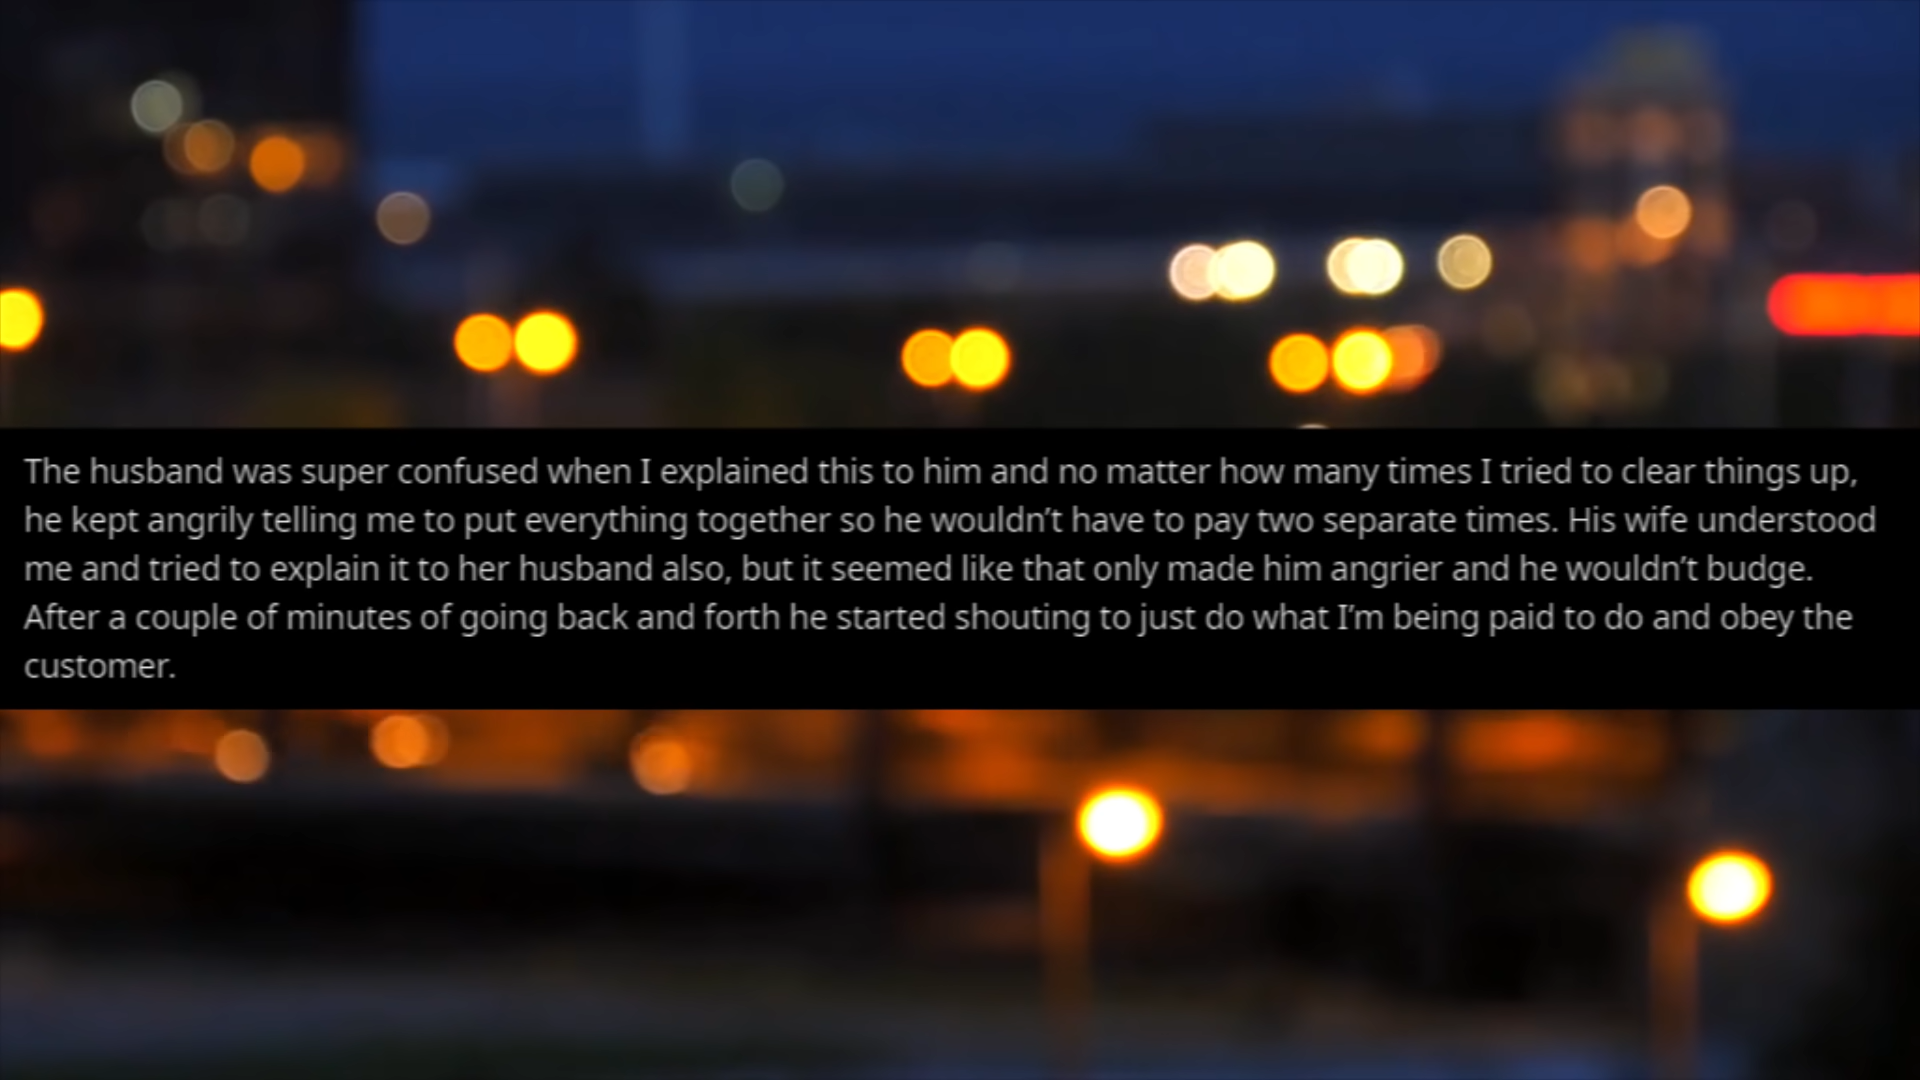 The husband was super confused when I explained this to him and no matter how many times I tried to clear things up,
he kept angrily telling me to put everything together so he wouldn’t have to pay two separate times. His wife understood
me and tried to explain it to her husband also, but it seemed like that only made him angrier and he wouldn’t budge.
After a couple of minutes of going back and forth he started shouting to just do what I’m being paid to do and obey the
customer.